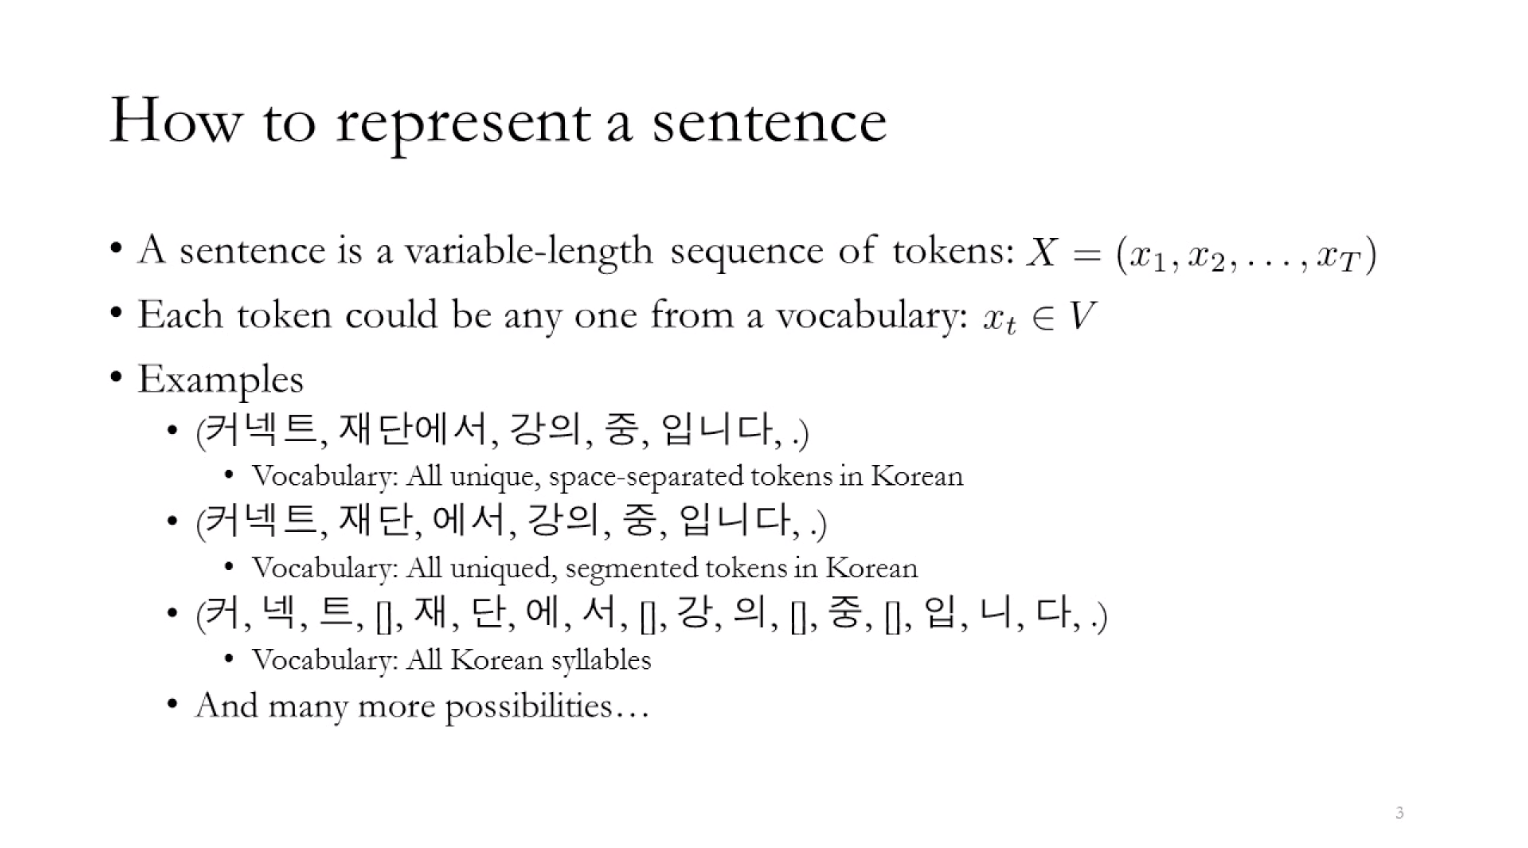 How to represent a sentence
• A sentence is a variable-length sequence of tokens: X = (x₁, x₂, . . . , x_T)
• Each token could be any one from a vocabulary: x_t ∈ V
• Examples
• (커넥트, 재단에서, 강의, 중, 입니다, .)
• Vocabulary: All unique, space-separated tokens in Korean
• (커넥트, 재단, 에서, 강의, 중, 입니다, .)
• Vocabulary: All uniqued, segmented tokens in Korean
• (커, 넥, 트, [], 재, 단, 에, 서, [], 강, 의, [], 중, [], 입, 니, 다, .)
• Vocabulary: All Korean syllables
• And many more possibilities…
3